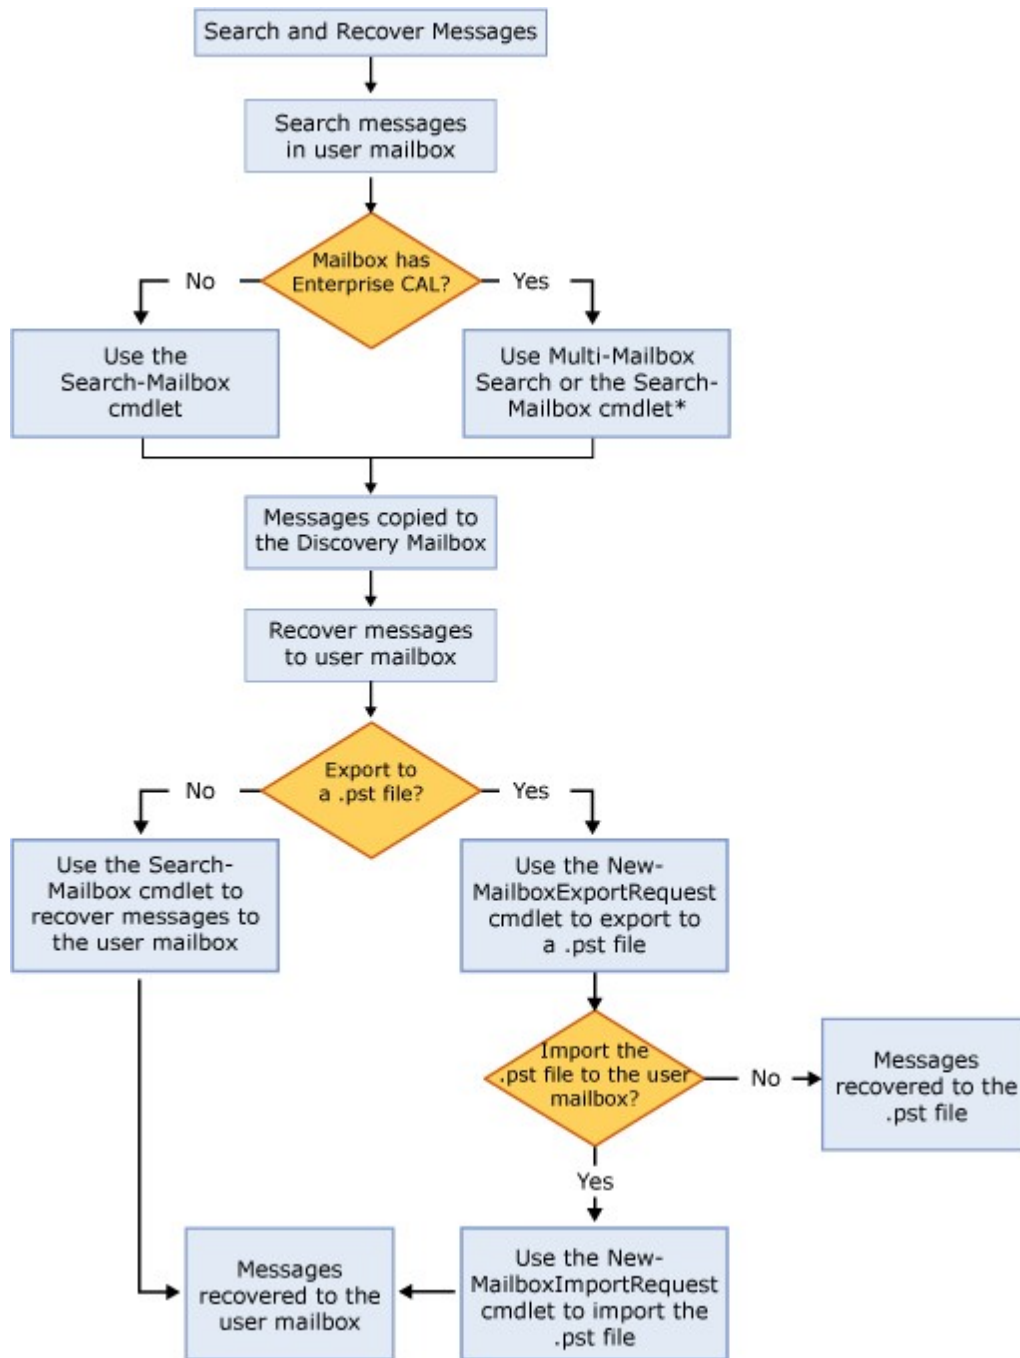 Search and Recover Messages
Search messages
in user mailbox
Mailbox has
Enterprise CAL?
No
Yes
Use the
Search-Mailbox
cmdlet
Use Multi-Mailbox
Search or the Search-
Mailbox cmdlet*
Messages copied to
the Discovery Mailbox
Recover messages
to user mailbox
Export to
a .pst file?
No
Yes
Use the Search-
Mailbox cmdlet to
recover messages to
the user mailbox
Use the New-
MailboxExportRequest
cmdlet to export to
a .pst file
Import the
.pst file to the user
mailbox?
No
Messages
recovered to the
.pst file
Yes
Messages
recovered to the
user mailbox
Use the New-
MailboxImportRequest
cmdlet to import the
.pst file